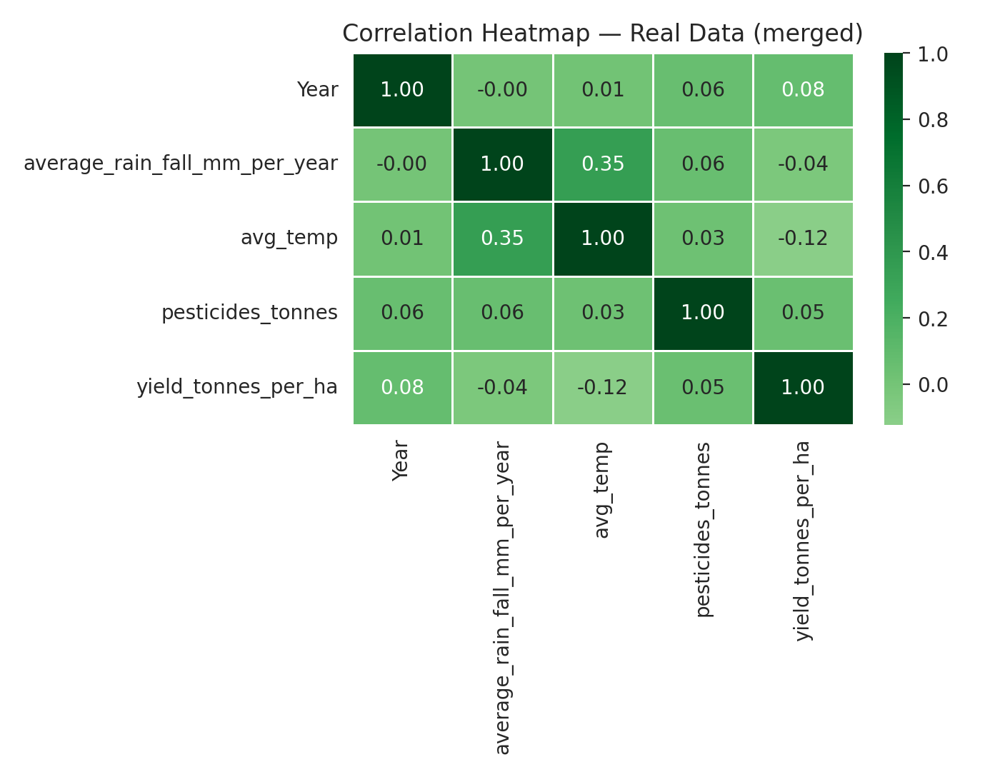 Correlation Heatmap — Real Data (merged)
Year 1.00 -0.00 0.01 0.06 0.08
average_rain_fall_mm_per_year -0.00 1.00 0.35 0.06 -0.04
avg_temp 0.01 0.35 1.00 0.03 -0.12
pesticides_tonnes 0.06 0.06 0.03 1.00 0.05
yield_tonnes_per_ha 0.08 -0.04 -0.12 0.05 1.00
Year
average_rain_fall_mm_per_year
avg_temp
pesticides_tonnes
yield_tonnes_per_ha
1.0
0.8
0.6
0.4
0.2
0.0